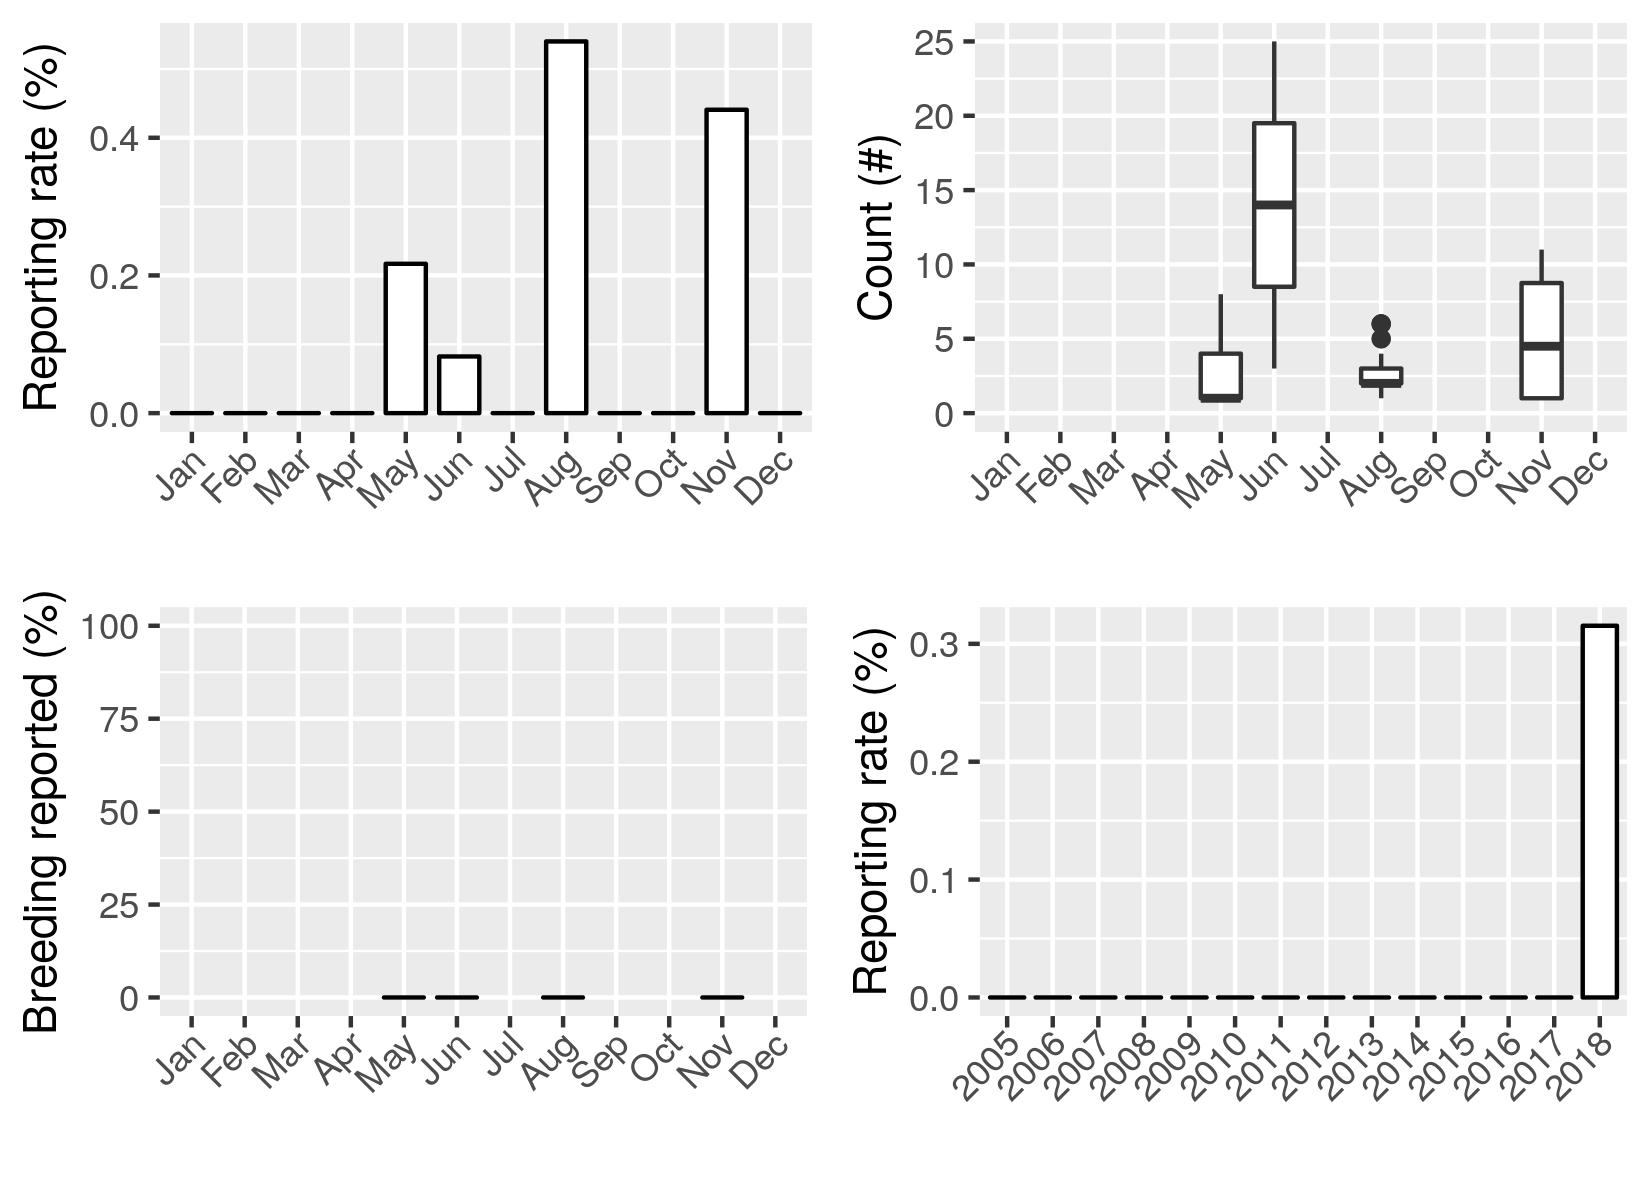 Reporting rate (%)
0.4
0.2
0.0
Jan Feb Mar Apr May Jun Jul Aug Sep Oct Nov Dec
Count (#)
25
20
15
10
5
0
Jan Feb Mar Apr May Jun Jul Aug Sep Oct Nov Dec
Breeding reported (%)
100
75
50
25
0
Jan Feb Mar Apr May Jun Jul Aug Sep Oct Nov Dec
Reporting rate (%)
0.3
0.2
0.1
0.0
2005 2006 2007 2008 2009 2010 2011 2012 2013 2014 2015 2016 2017 2018